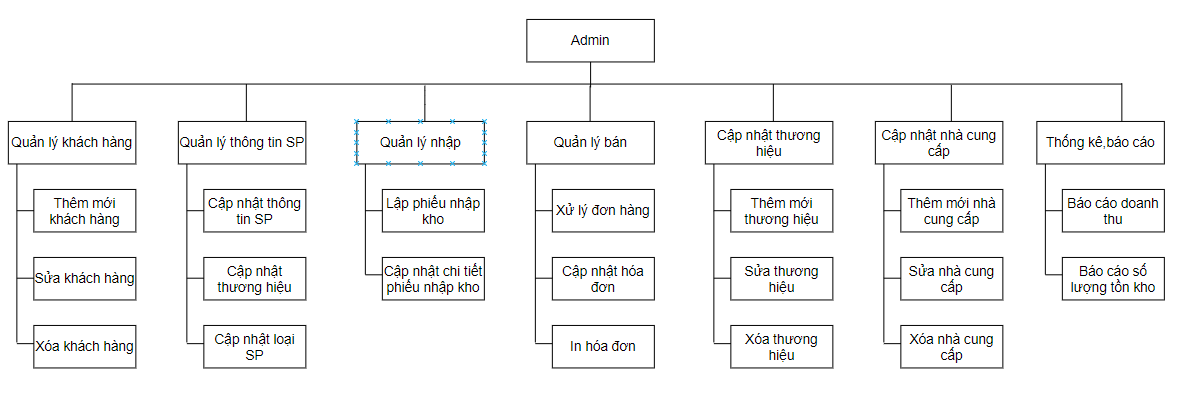 Admin
Quản lý khách hàng
Thêm mới
khách hàng
Sửa khách hàng
Xóa khách hàng
Quản lý thông tin SP
Cập nhật thông
tin SP
Cập nhật
thương hiệu
Cập nhật loại
SP
Quản lý nhập
Lập phiếu nhập
kho
Cập nhật chi tiết
phiếu nhập kho
Quản lý bán
Xử lý đơn hàng
Cập nhật hóa
đơn
In hóa đơn
Cập nhật thương
hiệu
Thêm mới
thương hiệu
Sửa thương
hiệu
Xóa thương
hiệu
Cập nhật nhà cung
cấp
Thêm mới nhà
cung cấp
Sửa nhà cung
cấp
Xóa nhà cung
cấp
Thống kê,báo cáo
Báo cáo doanh
thu
Báo cáo số
lượng tồn kho